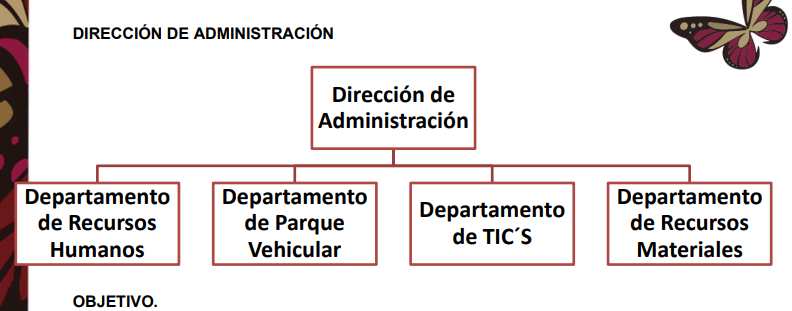 DIRECCIÓN DE ADMINISTRACIÓN
Dirección de
Administración
Departamento
de Recursos
Humanos
Departamento
de Parque
Vehicular
Departamento
de TIC´S
Departamento
de Recursos
Materiales
OBJETIVO.